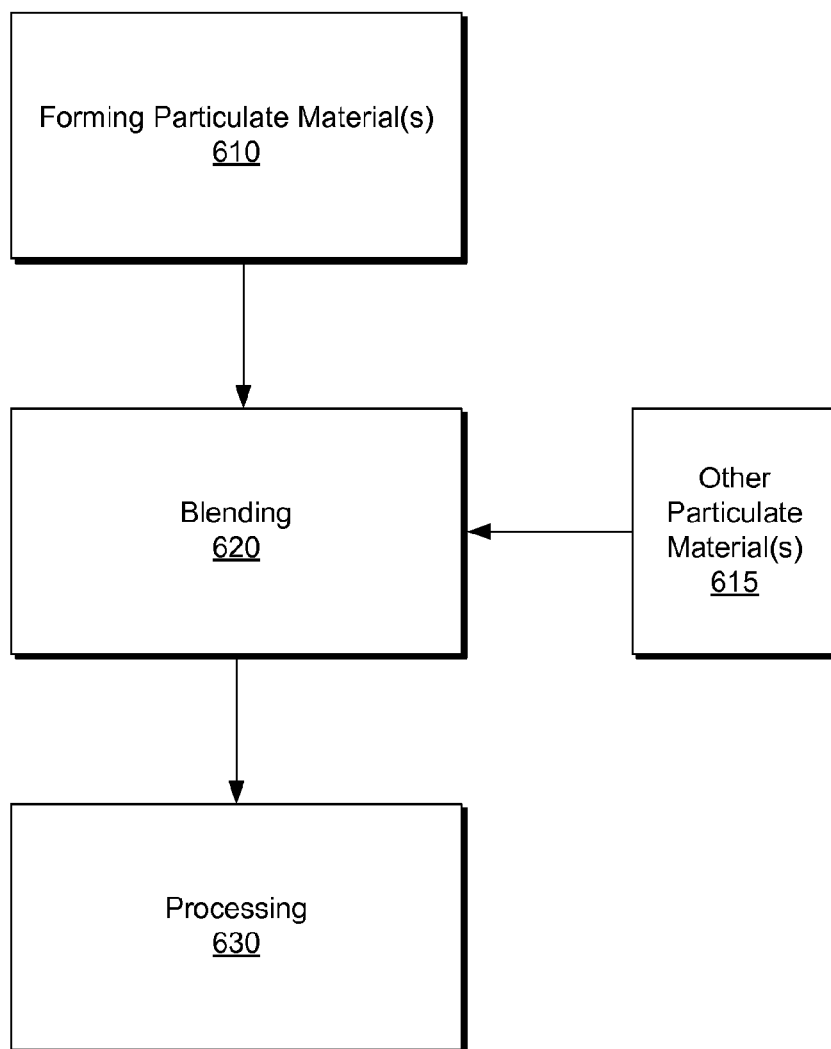 Forming Particulate Material(s)
610
Blending
620
Other
Particulate
Material(s)
615
Processing
630